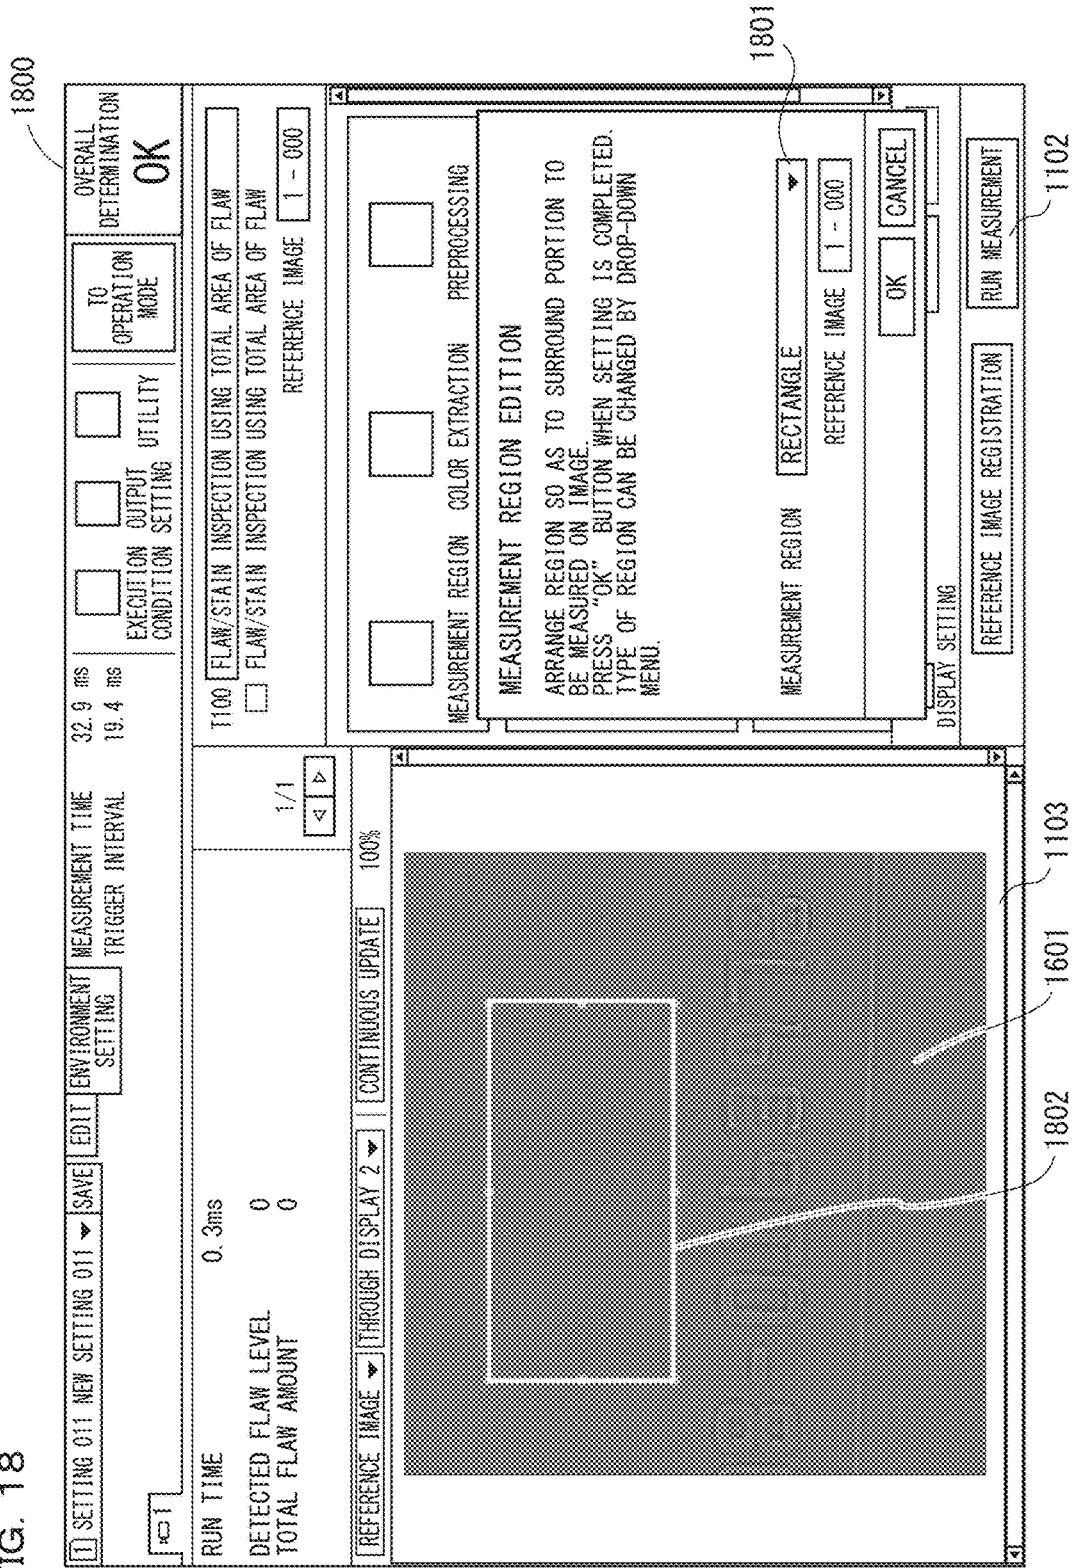 FIG. 18
1800
1 SETTING 011 NEW SETTING 011 SAVE EDIT ENVIRONMENT SETTING
MEASUREMENT TIME 32.9 ms
TRIGGER INTERVAL 19.4 ms
EXECUTION CONDITION
OUTPUT SETTING
UTILITY
TO OPERATION MODE
OVERALL DETERMINATION
OK
1
RUN TIME 0.3ms
DETECTED FLAW LEVEL 0
TOTAL FLAW AMOUNT 0
1/1
T100 FLAW/STAIN INSPECTION USING TOTAL AREA OF FLAW
FLAW/STAIN INSPECTION USING TOTAL AREA OF FLAW
REFERENCE IMAGE 1 - 000
REFERENCE IMAGE THROUGH DISPLAY 2 CONTINUOUS UPDATE 100%
MEASUREMENT REGION COLOR EXTRACTION PREPROCESSING
MEASUREMENT REGION EDITION
ARRANGE REGION SO AS TO SURROUND PORTION TO
BE MEASURED ON IMAGE.
PRESS "OK" BUTTON WHEN SETTING IS COMPLETED.
TYPE OF REGION CAN BE CHANGED BY DROP-DOWN
MENU.
MEASUREMENT REGION RECTANGLE
1801
REFERENCE IMAGE 1 - 000
OK CANCEL
DISPLAY SETTING
REFERENCE IMAGE REGISTRATION RUN MEASUREMENT
1802
1601
1103
1102